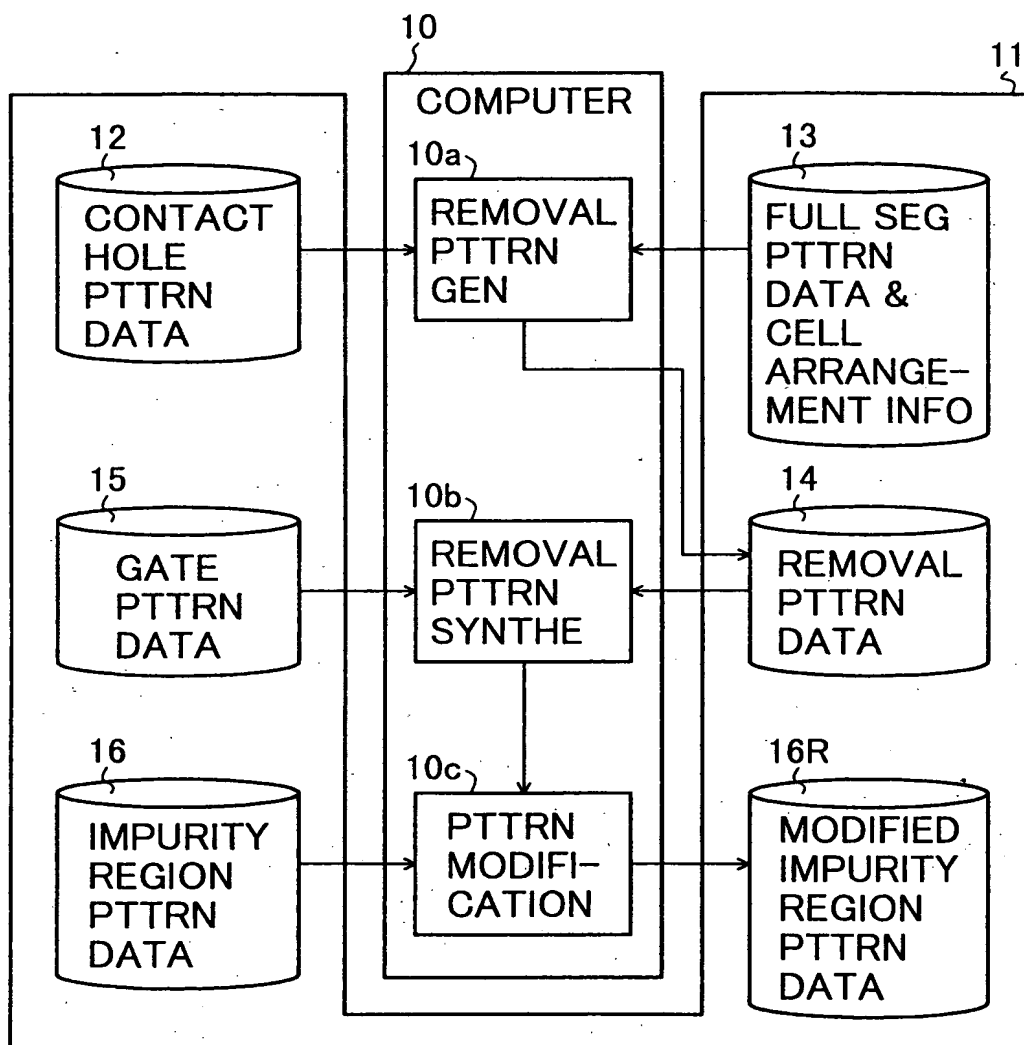 10
11
COMPUTER
12
CONTACT
HOLE
PTTRN
DATA
10a
REMOVAL
PTTRN
GEN
13
FULL SEG
PTTRN
DATA &
CELL
ARRANGE-
MENT INFO
15
GATE
PTTRN
DATA
10b
REMOVAL
PTTRN
SYNTHE
14
REMOVAL
PTTRN
DATA
16
IMPURITY
REGION
PTTRN
DATA
10c
PTTRN
MODIFI-
CATION
16R
MODIFIED
IMPURITY
REGION
PTTRN
DATA